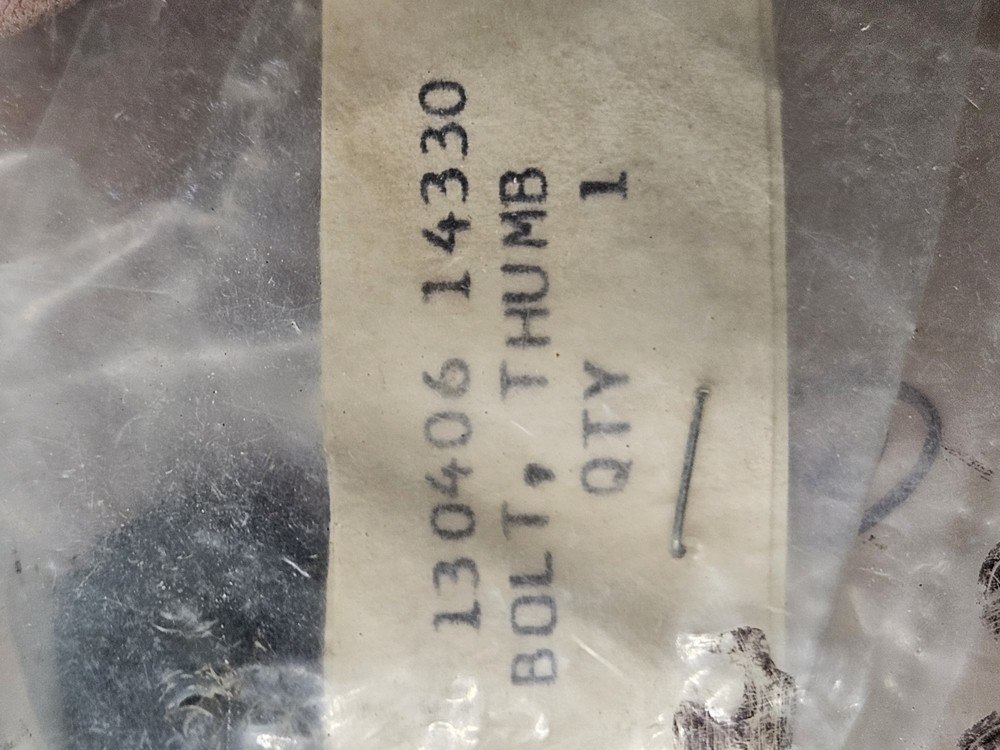 130406 14330
BOLT, THUMB
QTY 1